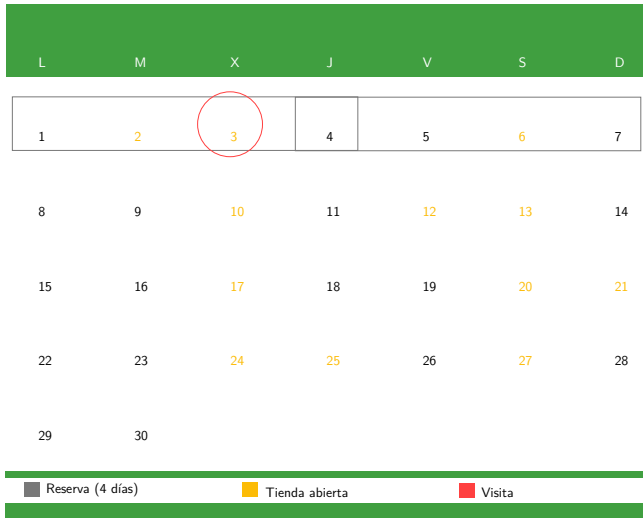 L M X J V S D
1 2 3 4 5 6 7
8 9 10 11 12 13 14
15 16 17 18 19 20 21
22 23 24 25 26 27 28
29 30
Reserva (4 días) Tienda abierta Visita